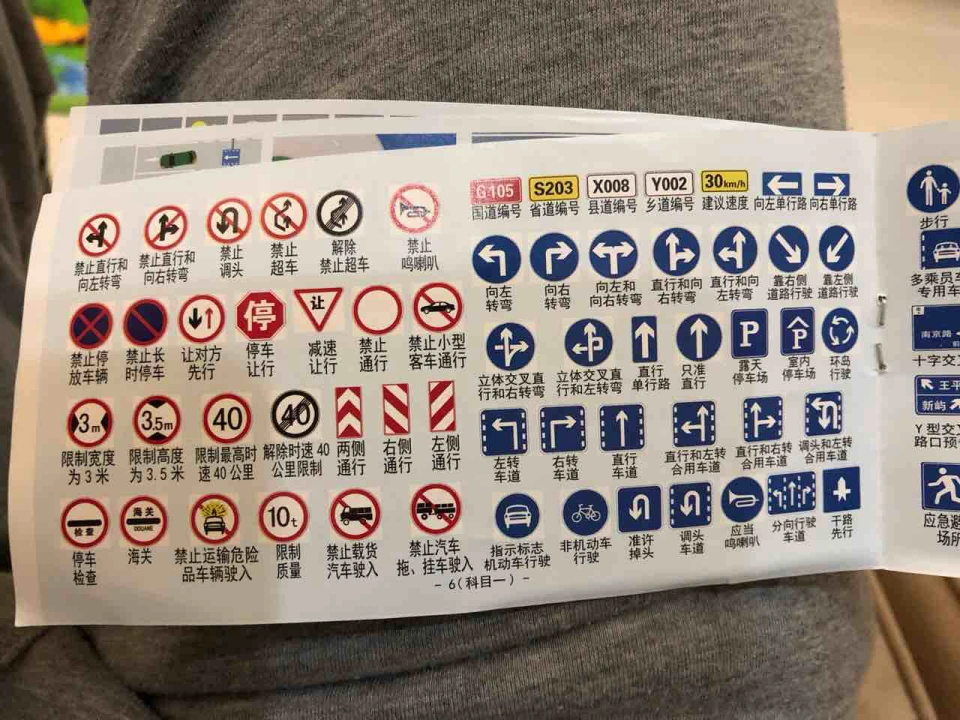 禁止直行和
向左转弯
禁止直行和
向右转弯
禁止
调头
禁止
超车
解除
禁止超车
禁止
鸣喇叭
禁止停
放车辆
禁止长
时停车
让对方
先行
停
停车
让行
让
减速
让行
禁止
通行
禁止小型
客车通行
3m
限制宽度
为 3 米
3.5m
限制高度
为 3.5 米
40
限制最高时
速 40 公里
40
解除时速 40
公里限制
两侧
通行
右侧
通行
左侧
通行
检查
停车
检查
海关
DOUANE
海关
禁止运输危险
品车辆驶入
10t
限制
质量
禁止载货
汽车驶入
禁止汽车
拖、挂车驶入
G105
国道编号
S203
省道编号
X008
县道编号
Y002
乡道编号
30km/h
建议速度
向左单行路
向右单行路
向左
转弯
向右
转弯
向左和
向右转弯
直行和向
右转弯
直行和向
左转弯
靠右侧
道路行驶
靠左侧
道路行驶
立体交叉直
行和右转弯
立体交叉直
行和左转弯
直行
单行路
只准
直行
P
露天
停车场
P
室内
停车场
环岛
行驶
左转
车道
右转
车道
直行
车道
直行和左转
合用车道
直行和右转
合用车道
调头和左转
合用车道
指示标志
机动车行驶
非机动车
行驶
准许
掉头
调头
车道
应当
鸣喇叭
分向行驶
车道
干路
先行
- 6(科目一) -
步行
多乘员车
专用车
南京路
十字交
王平
新屿
Y 型交
路口预
应急避
场所